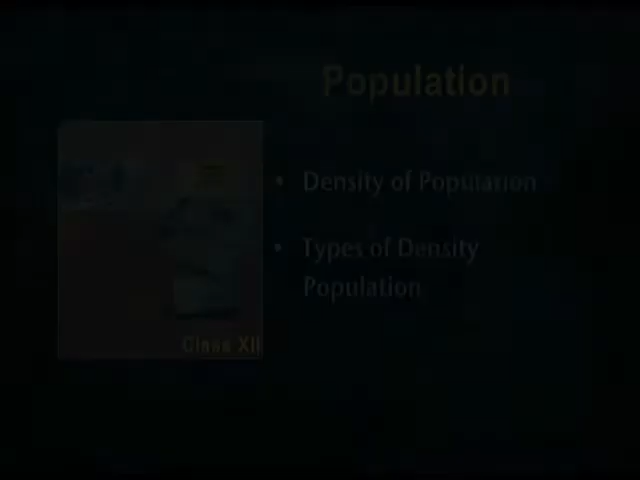 Population
• Density of Population
• Types of Density
Population
Class XII